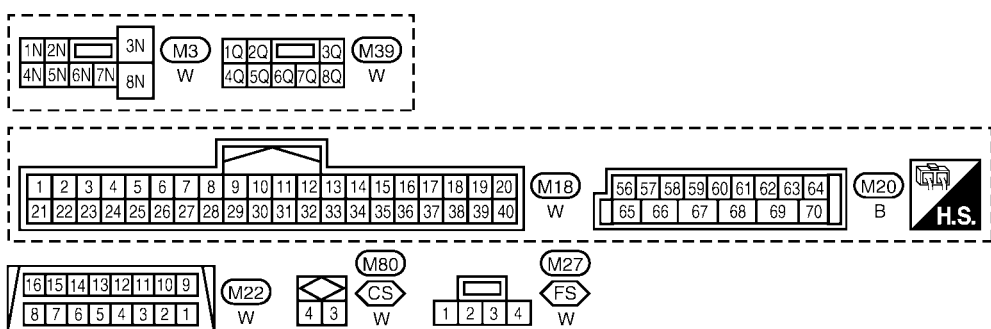 1N 2N 3N M3 1Q 2Q 3Q M39
4N 5N 6N 7N 8N W 4Q 5Q 6Q 7Q 8Q W
1 2 3 4 5 6 7 8 9 10 11 12 13 14 15 16 17 18 19 20 M18
21 22 23 24 25 26 27 28 29 30 31 32 33 34 35 36 37 38 39 40 W
56 57 58 59 60 61 62 63 64 M20
65 66 67 68 69 70 B
H.S.
16 15 14 13 12 11 10 9 M22
8 7 6 5 4 3 2 1 W
M80
CS
4 3 W
M27
FS
1 2 3 4 W